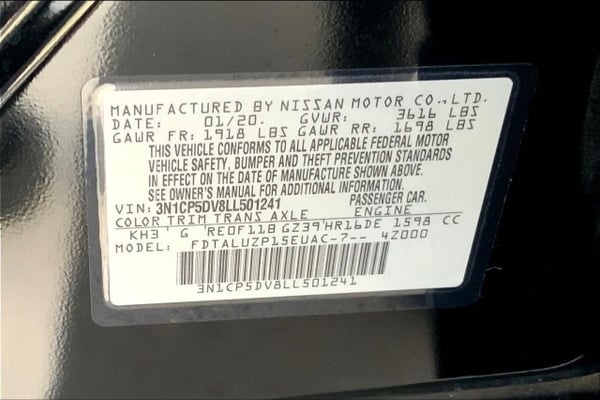 MANUFACTURED BY NISSAN MOTOR CO., LTD.
DATE: 01/20. GVWR: 3616 LBS
GAWR FR: 1918 LBS GAWR RR: 1698 LBS
THIS VEHICLE CONFORMS TO ALL APPLICABLE FEDERAL MOTOR
VEHICLE SAFETY, BUMPER AND THEFT PREVENTION STANDARDS
IN EFFECT ON THE DATE OF MANUFACTURE SHOWN ABOVE.
SEE OWNER'S MANUAL FOR ADDITIONAL INFORMATION.
VIN: 3N1CP5DV8LL501241 PASSENGER CAR.
COLOR TRIM TRANS AXLE ENGINE
KH3 G RE0F11B GZ39 HR16DE 1598 CC
MODEL: FDTALUZP15EUAC-7-- 4Z000
3N1CP5DV8LL501241